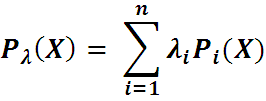 P_λ(X) = ∑_{i=1}^{n} λ_i P_i(X)